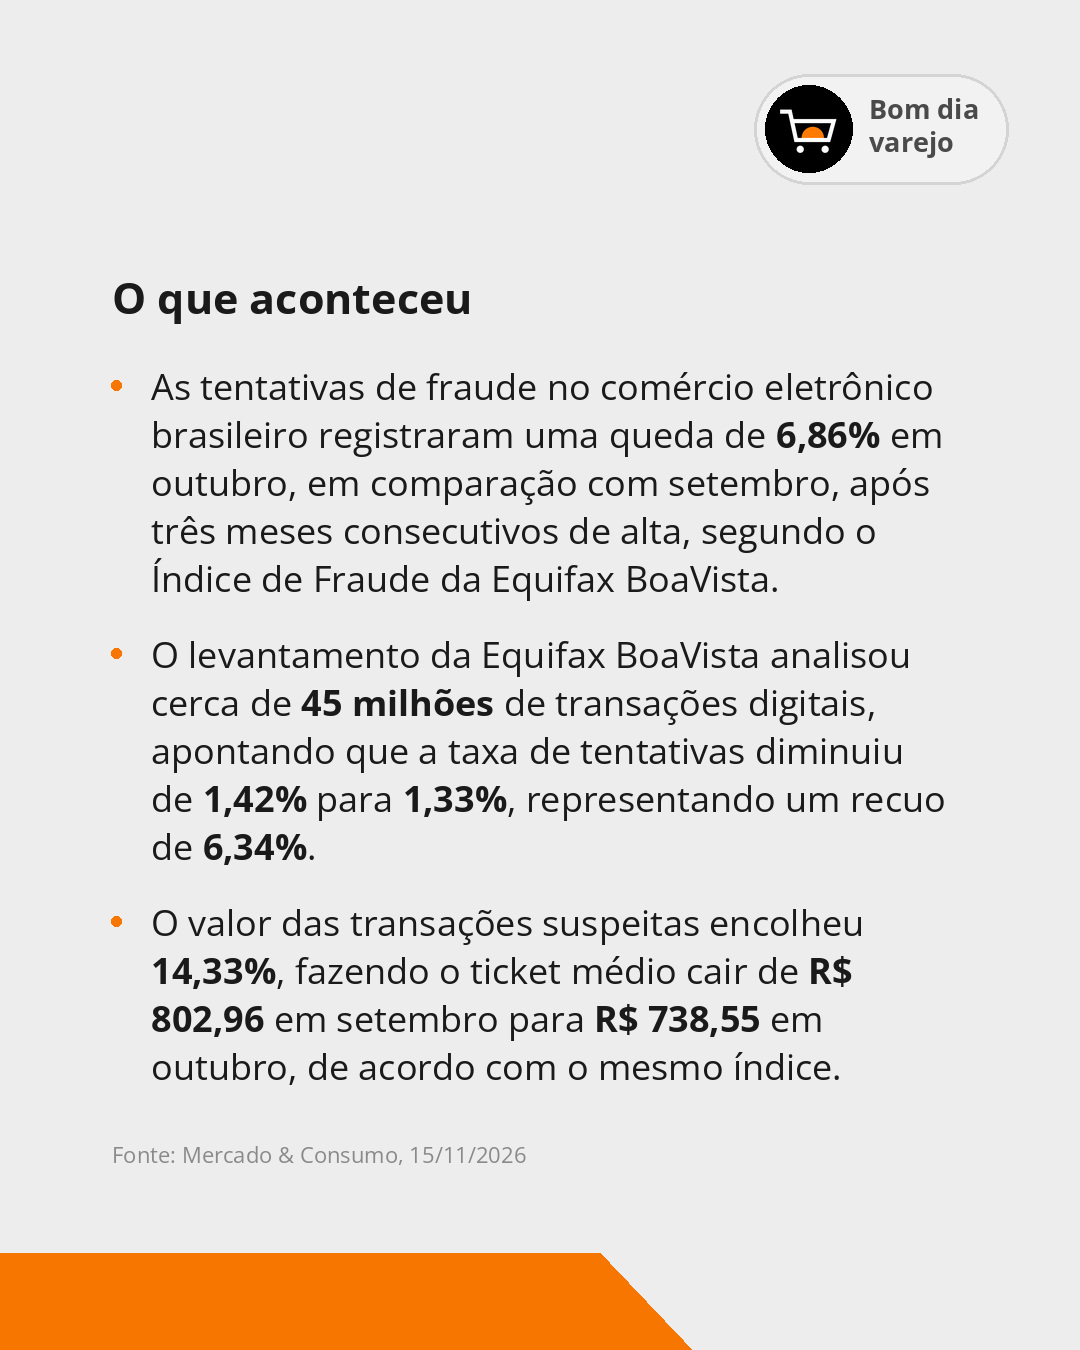 Bom dia
varejo
O que aconteceu
• As tentativas de fraude no comércio eletrônico
brasileiro registraram uma queda de 6,86% em
outubro, em comparação com setembro, após
três meses consecutivos de alta, segundo o
Índice de Fraude da Equifax BoaVista.
• O levantamento da Equifax BoaVista analisou
cerca de 45 milhões de transações digitais,
apontando que a taxa de tentativas diminuiu
de 1,42% para 1,33%, representando um recuo
de 6,34%.
• O valor das transações suspeitas encolheu
14,33%, fazendo o ticket médio cair de R$
802,96 em setembro para R$ 738,55 em
outubro, de acordo com o mesmo índice.
Fonte: Mercado & Consumo, 15/11/2026